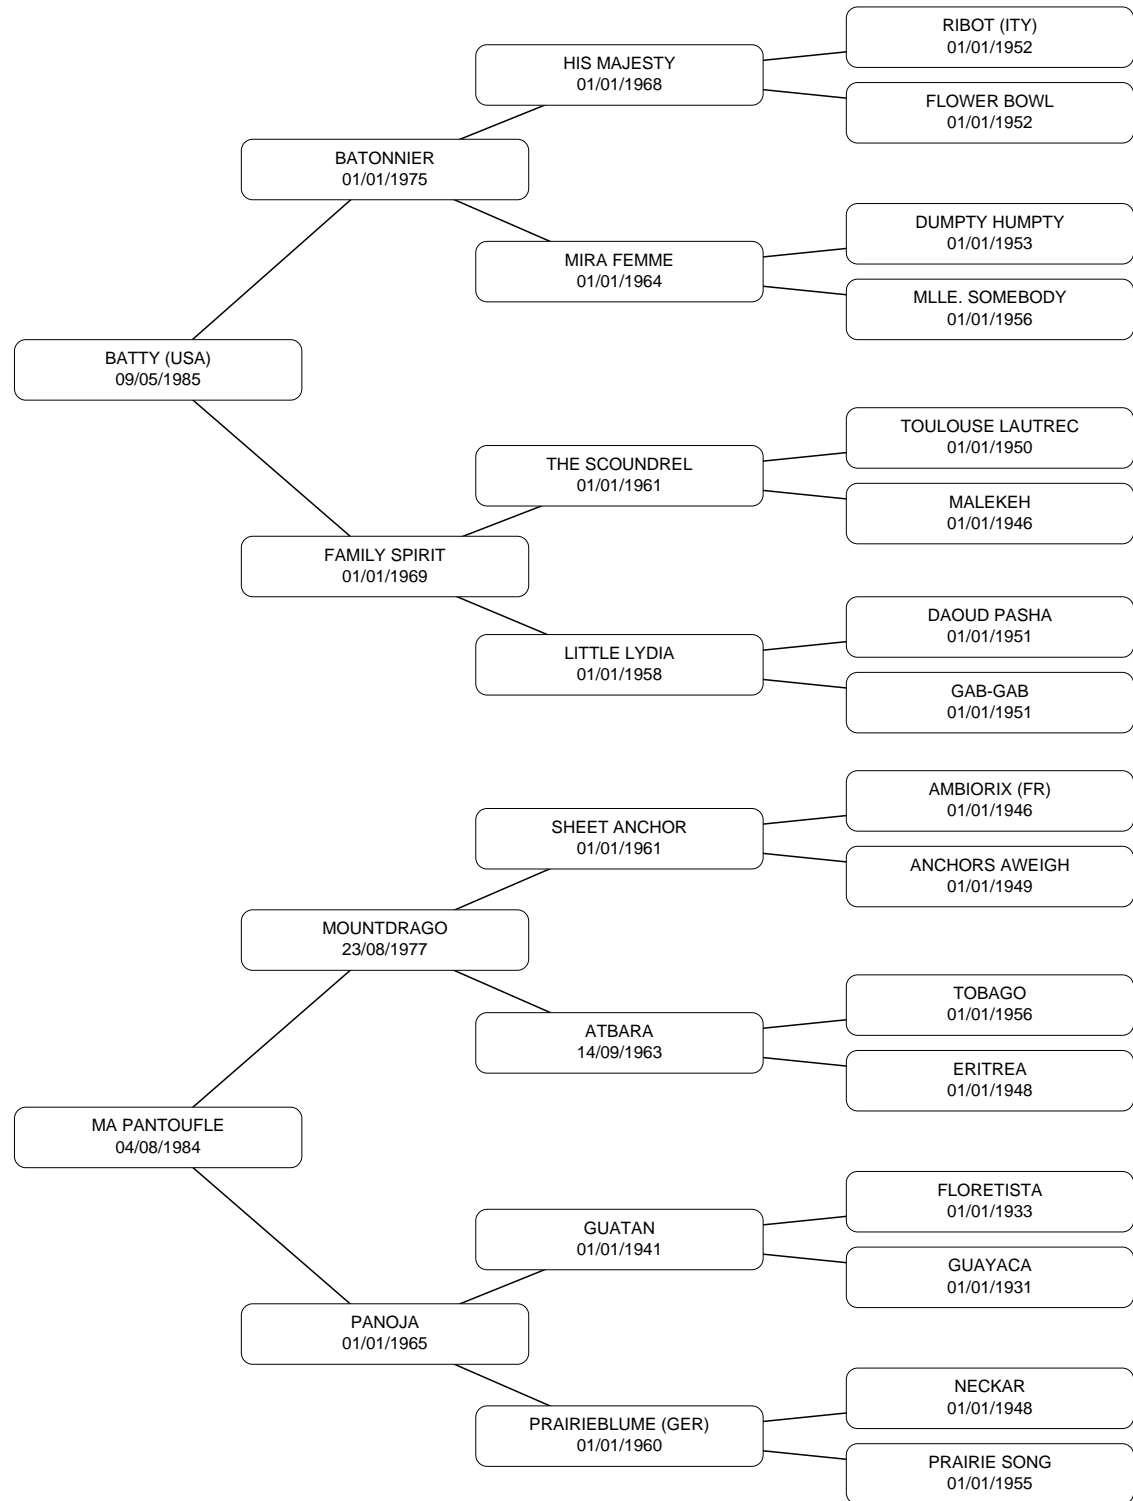 RIBOT (ITY)
01/01/1952
HIS MAJESTY
01/01/1968
FLOWER BOWL
01/01/1952
BATONNIER
01/01/1975
DUMPTY HUMPTY
01/01/1953
MIRA FEMME
01/01/1964
MLLE. SOMEBODY
01/01/1956
BATTY (USA)
09/05/1985
TOULOUSE LAUTREC
01/01/1950
THE SCOUNDREL
01/01/1961
MALEKEH
01/01/1946
FAMILY SPIRIT
01/01/1969
DAOUD PASHA
01/01/1951
LITTLE LYDIA
01/01/1958
GAB-GAB
01/01/1951
AMBIORIX (FR)
01/01/1946
SHEET ANCHOR
01/01/1961
ANCHORS AWEIGH
01/01/1949
MOUNTDRAGO
23/08/1977
TOBAGO
01/01/1956
ATBARA
14/09/1963
ERITREA
01/01/1948
MA PANTOUFLE
04/08/1984
FLORETISTA
01/01/1933
GUATAN
01/01/1941
GUAYACA
01/01/1931
PANOJA
01/01/1965
NECKAR
01/01/1948
PRAIRIEBLUME (GER)
01/01/1960
PRAIRIE SONG
01/01/1955